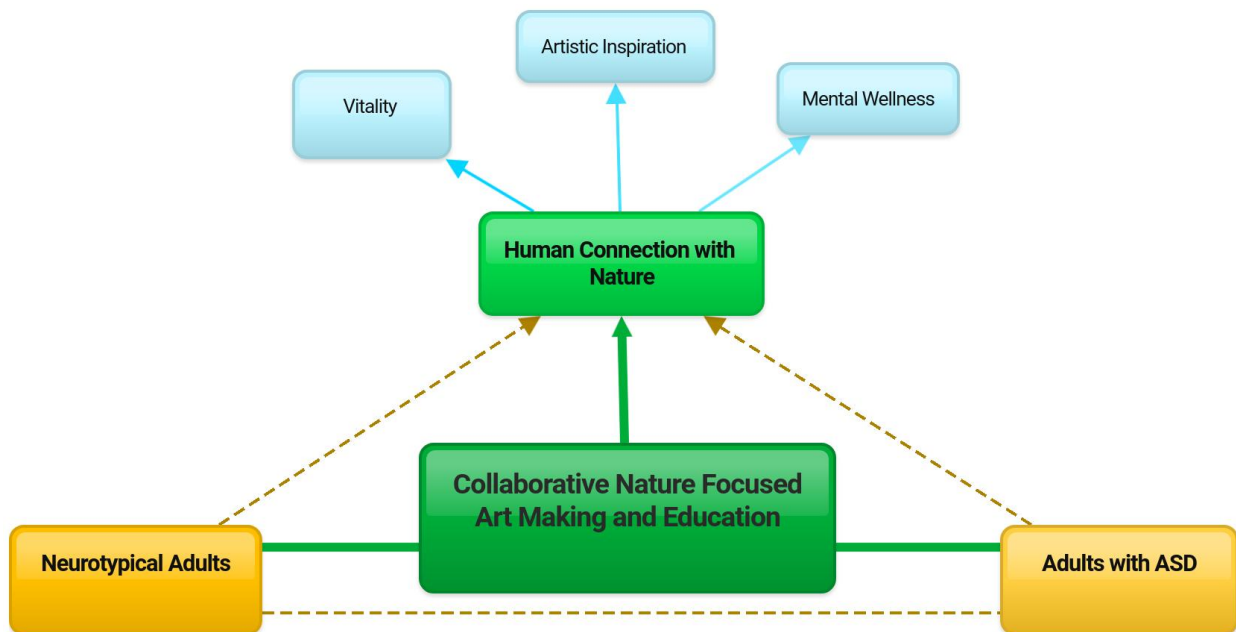 Artistic Inspiration
Vitality
Mental Wellness
Human Connection with
Nature
Collaborative Nature Focused
Art Making and Education
Neurotypical Adults
Adults with ASD